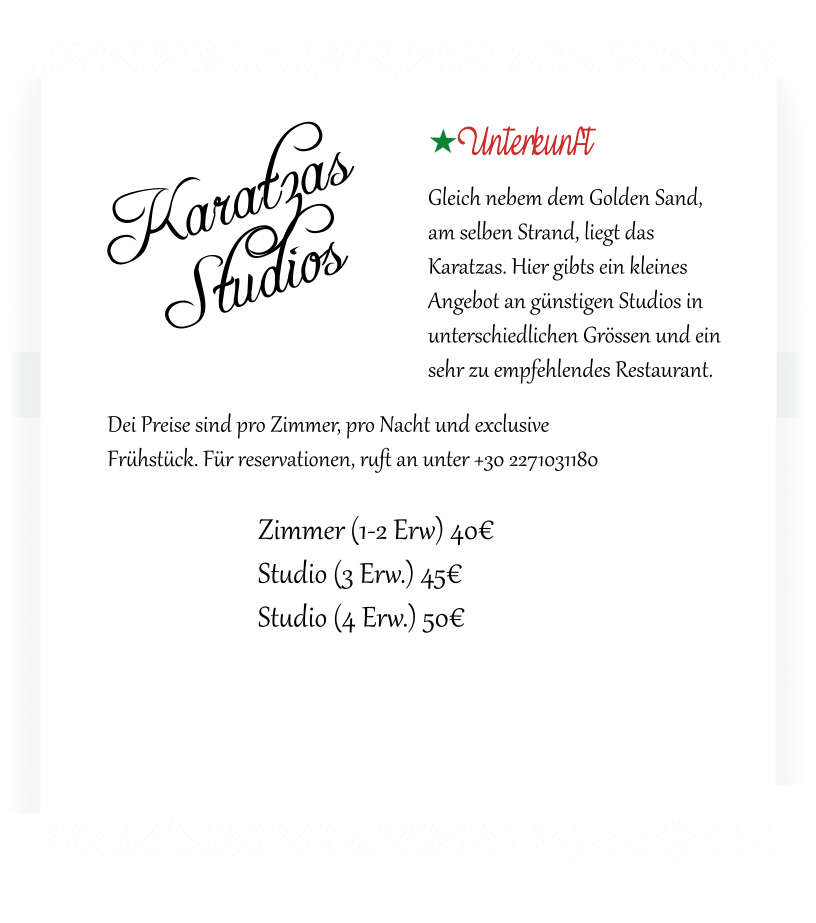 Karatzas
Studios
Unterkunft
Gleich nebem dem Golden Sand,
am selben Strand, liegt das
Karatzas. Hier gibts ein kleines
Angebot an günstigen Studios in
unterschiedlichen Grössen und ein
sehr zu empfehlendes Restaurant.
Dei Preise sind pro Zimmer, pro Nacht und exclusive
Frühstück. Für reservationen, ruft an unter +30 2271031180
Zimmer (1-2 Erw) 40€
Studio (3 Erw.) 45€
Studio (4 Erw.) 50€